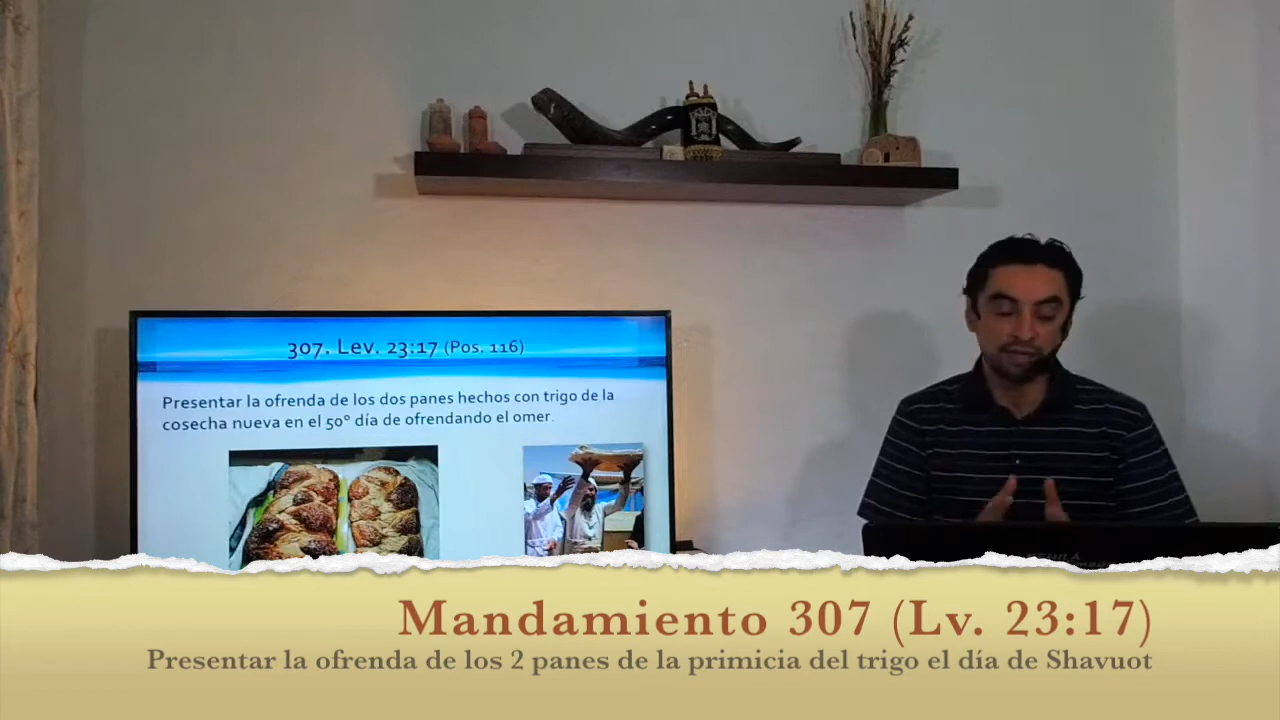 307. Lev. 23:17 (Pos. 116)
Presentar la ofrenda de los dos panes hechos con trigo de la
cosecha nueva en el 50° día de ofrendando el omer.
Mandamiento 307 (Lv. 23:17)
Presentar la ofrenda de los 2 panes de la primicia del trigo el día de Shavuot